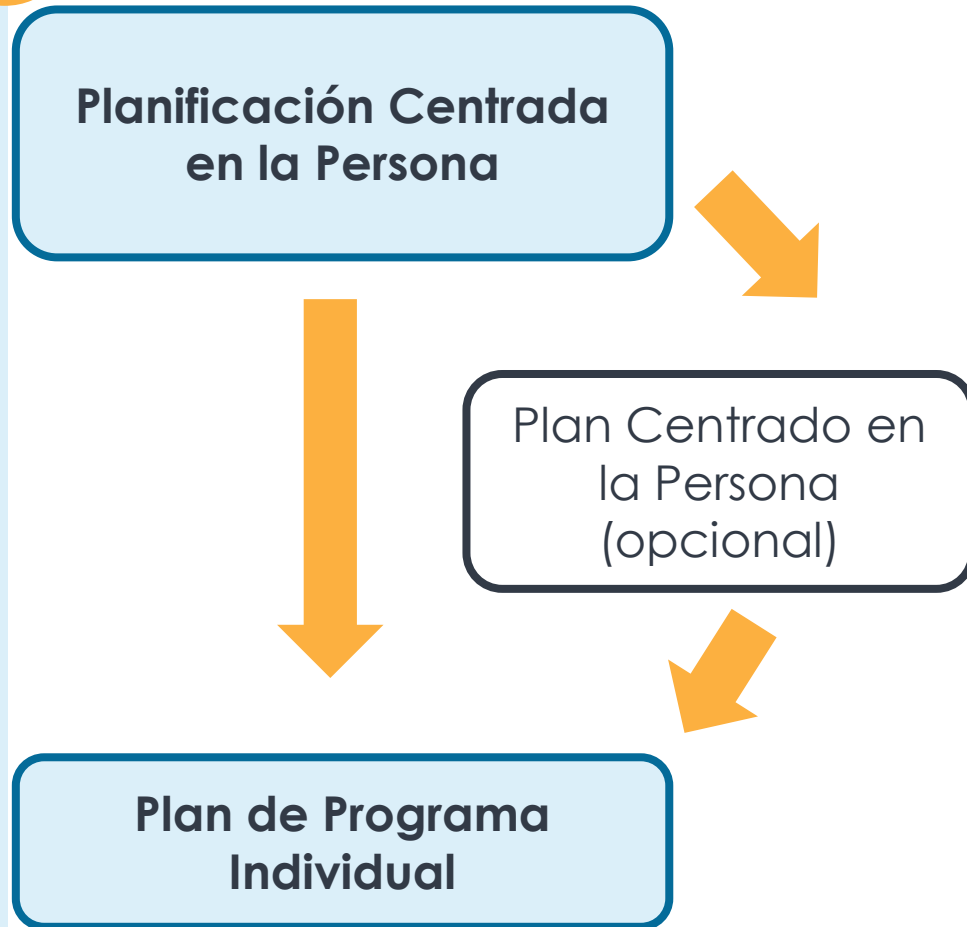 Planificación Centrada
en la Persona
Plan Centrado en
la Persona
(opcional)
Plan de Programa
Individual